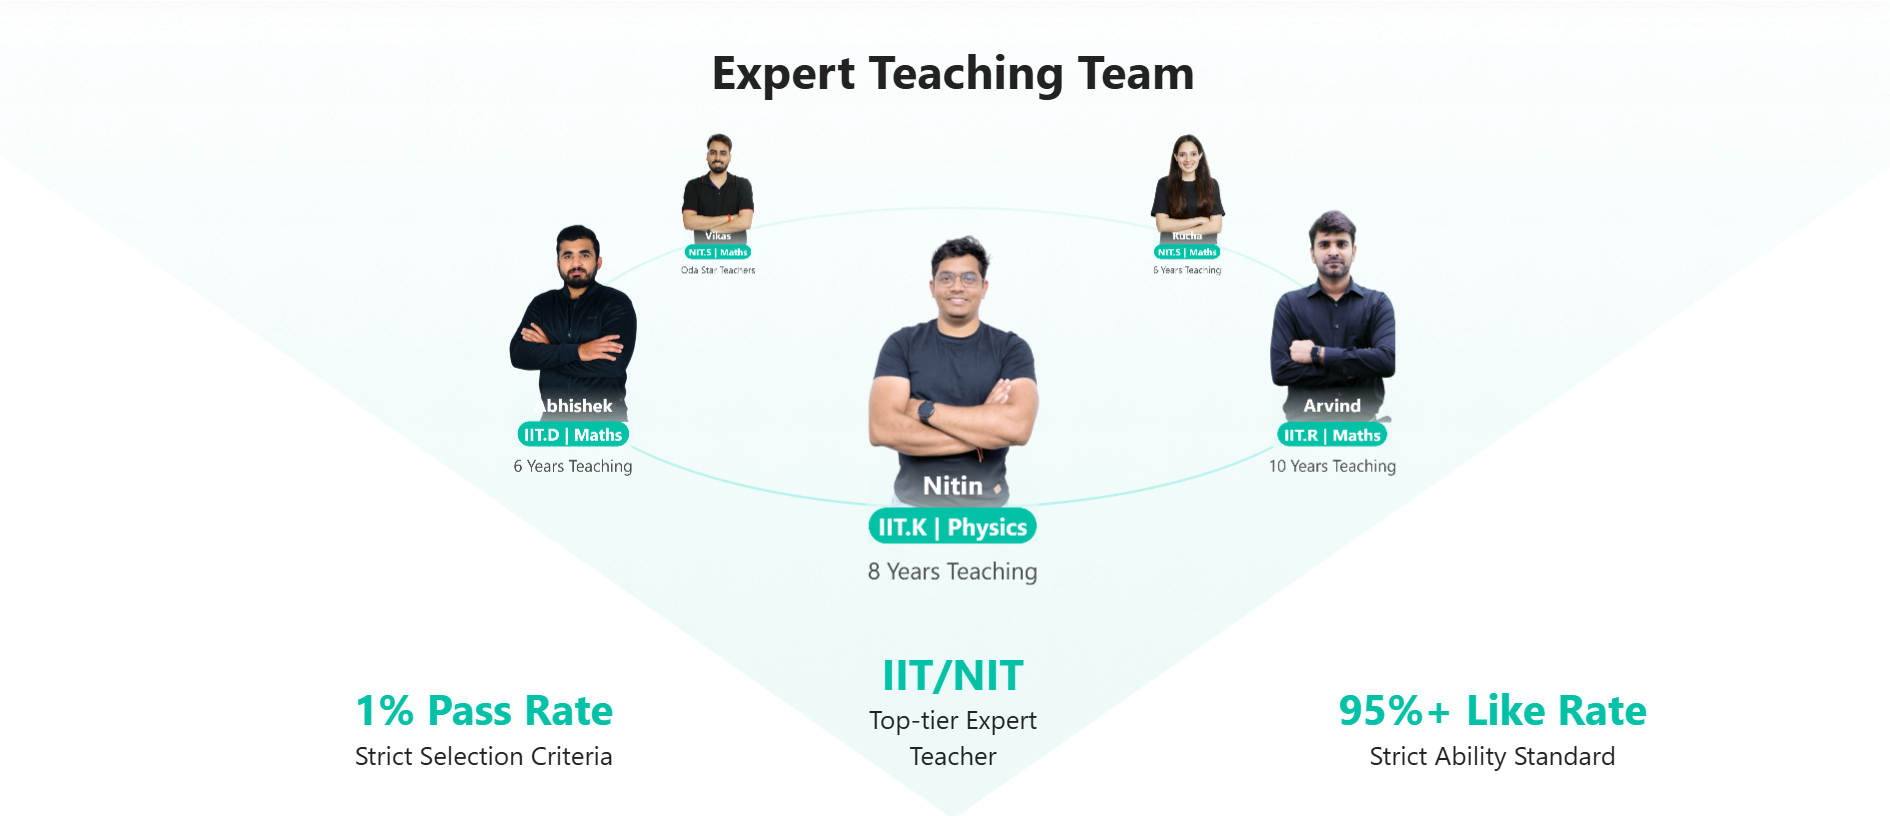 Expert Teaching Team
Vikas
NIT.S | Maths
Oda Star Teachers
Rucha
NIT.S | Maths
6 Years Teaching
Abhishek
IIT.D | Maths
6 Years Teaching
Nitin
IIT.K | Physics
8 Years Teaching
Arvind
IIT.R | Maths
10 Years Teaching
1% Pass Rate
Strict Selection Criteria
IIT/NIT
Top-tier Expert
Teacher
95%+ Like Rate
Strict Ability Standard